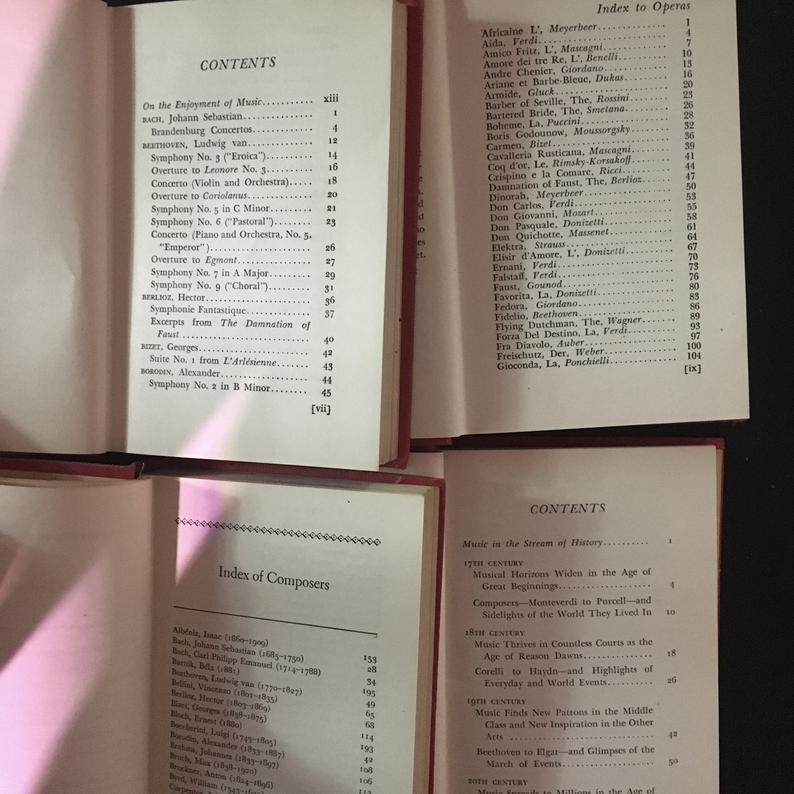 CONTENTS
On the Enjoyment of Music.......... xiii
BACH, Johann Sebastian............. 1
Brandenburg Concertos............. 4
BEETHOVEN, Ludwig van............. 12
Symphony No. 3 ("Eroica")........... 14
Overture to Leonore No. 3.......... 16
Concerto (Violin and Orchestra)..... 18
Overture to Coriolanus............. 20
Symphony No. 5 in C Minor......... 21
Symphony No. 6 ("Pastoral")......... 23
Concerto (Piano and Orchestra, No. 5,
"Emperor")..................... 26
Overture to Egmont............... 27
Symphony No. 7 in A Major......... 29
Symphony No. 9 ("Choral").......... 31
BERLIOZ, Hector.................... 36
Symphonie Fantastique............. 37
Excerpts from The Damnation of
Faust .......................... 40
BIZET, Georges..................... 42
Suite No. 1 from L'Arlésienne....... 43
BORODIN, Alexander................. 44
Symphony No. 2 in B Minor......... 45
[vii]
Index to Operas
Africaine L', Meyerbeer.............. 1
Aida, Verdi......................... 4
Amico Fritz, L', Mascagni............ 7
Amore dei tre Re, L', Benelli.......... 10
Andre Chenier, Giordano............. 13
Ariane et Barbe-Bleue, Dukas......... 16
Armide, Gluck...................... 20
Barber of Seville, The, Rossini........ 23
Bartered Bride, The, Smetana......... 26
Boheme, La, Puccini................. 28
Boris Godounow, Moussorgsky........ 32
Carmen, Bizet...................... 36
Cavalleria Rusticana, Mascagni........ 39
Coq d'or, Le, Rimsky-Korsakoff....... 41
Crispino e la Comare, Ricci........... 44
Damnation of Faust, The, Berlioz...... 47
Dinorah, Meyerbeer................. 50
Don Carlos, Verdi................... 53
Don Giovanni, Mozart............... 55
Don Pasquale, Donizetti............. 58
Don Quichotte, Massenet............. 61
Elektra, Strauss..................... 64
Elisir d'Amore, L', Donizetti.......... 67
Ernani, Verdi....................... 70
Falstaff, Verdi...................... 73
Faust, Gounod...................... 76
Favorita, La, Donizetti............... 80
Fedora, Giordano................... 83
Fidelio, Beethoven.................. 86
Flying Dutchman, The, Wagner....... 89
Forza Del Destino, La, Verdi.......... 93
Fra Diavolo, Auber.................. 97
Freischutz, Der, Weber............... 100
Gioconda, La, Ponchielli............. 104
[ix]
Index of Composers
Albéniz, Isaac (1860–1909) 153
Bach, Johann Sebastian (1685–1750) 28
Bach, Carl Philipp Emanuel (1714–1788) 34
Bartók, Béla (1881) 195
Beethoven, Ludwig van (1770–1827) 49
Bellini, Vincenzo (1801–1835) 65
Berlioz, Hector (1803–1869) 68
Bizet, Georges (1838–1875) 114
Bloch, Ernest (1880) 193
Boccherini, Luigi (1743–1805) 42
Borodin, Alexander (1833–1887) 108
Brahms, Johannes (1833–1897) 42
Bruch, Max (1838–1920) 106
Bruckner, Anton (1824–1896)
Byrd, William
CONTENTS
Music in the Stream of History.......... 1
17TH CENTURY
Musical Horizons Widen in the Age of
Great Beginnings.................... 4
Composers—Monteverdi to Purcell—and
Sidelights of the World They Lived In 10
18TH CENTURY
Music Thrives in Countless Courts as the
Age of Reason Dawns............... 18
Corelli to Haydn—and Highlights of
Everyday and World Events.......... 26
19TH CENTURY
Music Finds New Patrons in the Middle
Class and New Inspiration in the Other
Arts ............................... 42
Beethoven to Elgar—and Glimpses of the
March of Events..................... 50
20TH CENTURY
Music Spreads to Millions in the Age of